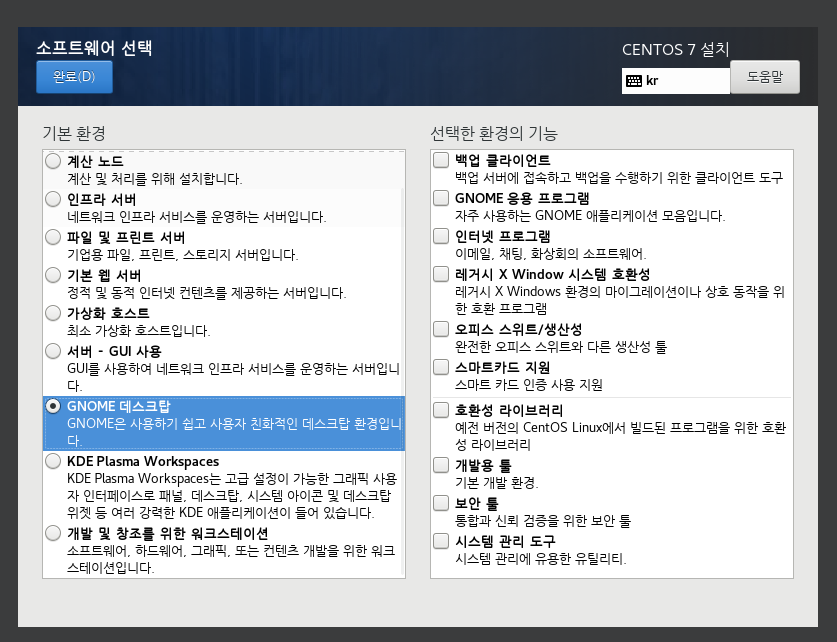 소프트웨어 선택
CENTOS 7 설치
완료(D)
kr
도움말
기본 환경
계산 노드
계산 및 처리를 위해 설치합니다.
인프라 서버
네트워크 인프라 서비스를 운영하는 서버입니다.
파일 및 프린트 서버
기업용 파일, 프린트, 스토리지 서버입니다.
기본 웹 서버
정적 및 동적 인터넷 컨텐츠를 제공하는 서버입니다.
가상화 호스트
최소 가상화 호스트입니다.
서버 - GUI 사용
GUI를 사용하여 네트워크 인프라 서비스를 운영하는 서버입니
다.
GNOME 데스크탑
GNOME은 사용하기 쉽고 사용자 친화적인 데스크탑 환경입니
다.
KDE Plasma Workspaces
KDE Plasma Workspaces는 고급 설정이 가능한 그래픽 사용
자 인터페이스로 패널, 데스크탑, 시스템 아이콘 및 데스크탑
위젯 등 여러 강력한 KDE 애플리케이션이 들어 있습니다.
개발 및 창조를 위한 워크스테이션
소프트웨어, 하드웨어, 그래픽, 또는 컨텐츠 개발을 위한 워크
스테이션입니다.
선택한 환경의 기능
백업 클라이언트
백업 서버에 접속하고 백업을 수행하기 위한 클라이언트 도구
GNOME 응용 프로그램
자주 사용하는 GNOME 애플리케이션 모음입니다.
인터넷 프로그램
이메일, 채팅, 화상회의 소프트웨어.
레거시 X Window 시스템 호환성
레거시 X Windows 환경의 마이그레이션이나 상호 동작을 위
한 호환 프로그램
오피스 스위트/생산성
완전한 오피스 스위트와 다른 생산성 툴
스마트카드 지원
스마트 카드 인증 사용 지원
호환성 라이브러리
예전 버전의 CentOS Linux에서 빌드된 프로그램을 위한 호환
성 라이브러리
개발용 툴
기본 개발 환경.
보안 툴
통합과 신뢰 검증을 위한 보안 툴
시스템 관리 도구
시스템 관리에 유용한 유틸리티.